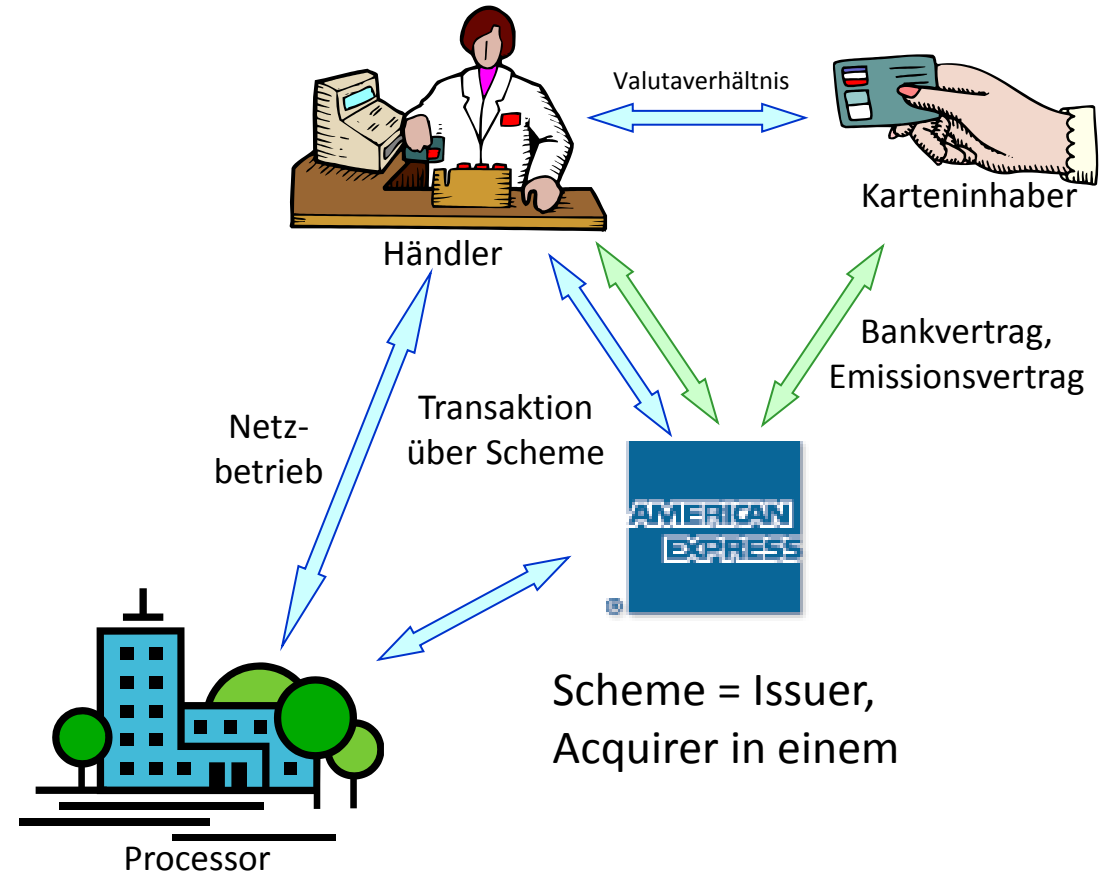 Valutaverhältnis
Karteninhaber
Händler
Bankvertrag,
Emissionsvertrag
Transaktion
über Scheme
Netz-
betrieb
AMERICAN
EXPRESS
®
Scheme = Issuer,
Acquirer in einem
Processor